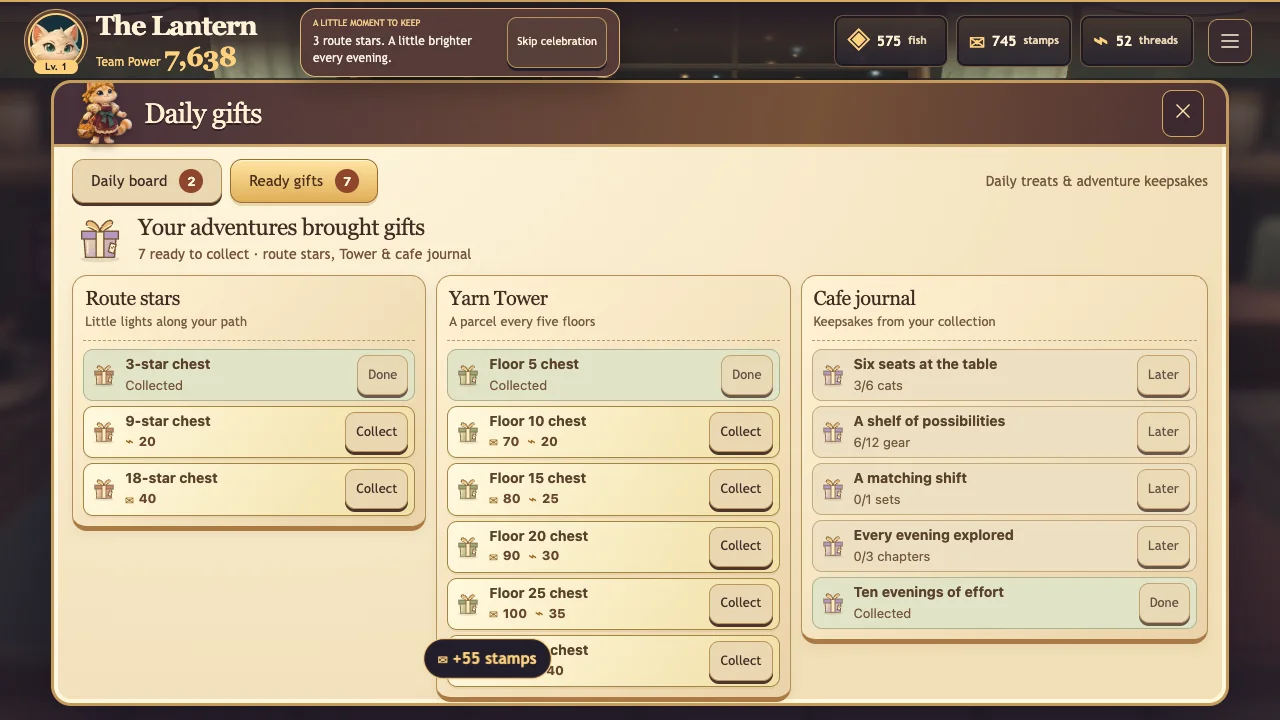 The Lantern
Lv. 1
Team Power 7,638
A LITTLE MOMENT TO KEEP
3 route stars. A little brighter
every evening.
Skip celebration
575 fish
745 stamps
52 threads
Daily gifts
Daily board 2
Ready gifts 7
Daily treats & adventure keepsakes
Your adventures brought gifts
7 ready to collect · route stars, Tower & cafe journal
Route stars
Little lights along your path
3-star chest
Collected
Done
9-star chest
20
Collect
18-star chest
40
Collect
Yarn Tower
A parcel every five floors
Floor 5 chest
Collected
Done
Floor 10 chest
70 20
Collect
Floor 15 chest
80 25
Collect
Floor 20 chest
90 30
Collect
Floor 25 chest
100 35
Collect
chest
40
Collect
+55 stamps
Cafe journal
Keepsakes from your collection
Six seats at the table
3/6 cats
Later
A shelf of possibilities
6/12 gear
Later
A matching shift
0/1 sets
Later
Every evening explored
0/3 chapters
Later
Ten evenings of effort
Collected
Done